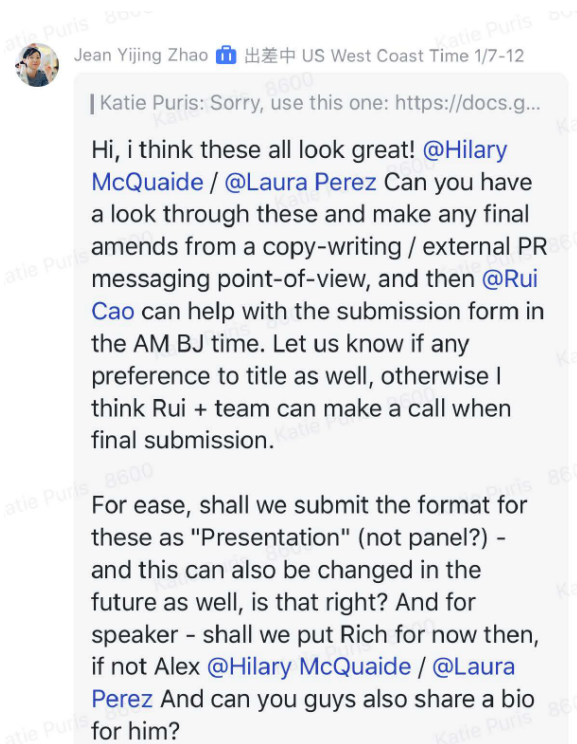 Jean Yijing Zhao 出差中 US West Coast Time 1/7-12
Katie Puris: Sorry, use this one: https://docs.g...
Hi, i think these all look great! @Hilary
McQuaide / @Laura Perez Can you have
a look through these and make any final
amends from a copy-writing / external PR
messaging point-of-view, and then @Rui
Cao can help with the submission form in
the AM BJ time. Let us know if any
preference to title as well, otherwise I
think Rui + team can make a call when
final submission.
For ease, shall we submit the format for
these as "Presentation" (not panel?) -
and this can also be changed in the
future as well, is that right? And for
speaker - shall we put Rich for now then,
if not Alex @Hilary McQuaide / @Laura
Perez And can you guys also share a bio
for him?
Katie Puris 8600